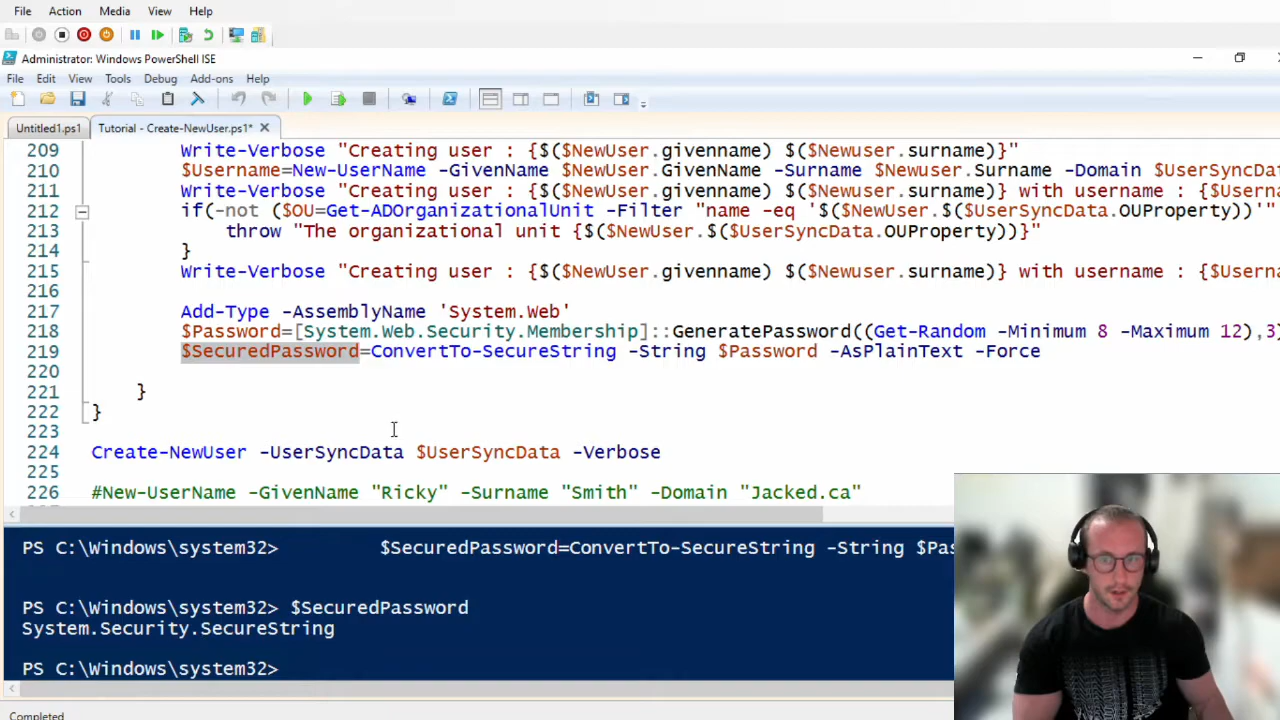 File Action Media View Help
Administrator: Windows PowerShell ISE
File Edit View Tools Debug Add-ons Help
Untitled1.ps1 Tutorial - Create-NewUser.ps1* X
209 Write-Verbose "Creating user : {$($NewUser.givenname) $($Newuser.surname)}"
210 $Username=New-UserName -GivenName $NewUser.GivenName -Surname $Newuser.Surname -Domain $UserSyncDa
211 Write-Verbose "Creating user : {$($NewUser.givenname) $($Newuser.surname)} with username : {$Userna
212 if(-not ($OU=Get-ADOrganizationalUnit -Filter "name -eq '$($NewUser.$($UserSyncData.OUProperty))'"
213 throw "The organizational unit {$($NewUser.$($UserSyncData.OUProperty))}"
214 }
215 Write-Verbose "Creating user : {$($NewUser.givenname) $($Newuser.surname)} with username : {$Userna
216
217 Add-Type -AssemblyName 'System.Web'
218 $Password=[System.Web.Security.Membership]::GeneratePassword((Get-Random -Minimum 8 -Maximum 12),3)
219 $SecuredPassword=ConvertTo-SecureString -String $Password -AsPlainText -Force
220
221 }
222 }
223
224 Create-NewUser -UserSyncData $UserSyncData -Verbose
225
226 #New-UserName -GivenName "Ricky" -Surname "Smith" -Domain "Jacked.ca"
PS C:\Windows\system32> $SecuredPassword=ConvertTo-SecureString -String $Pas
PS C:\Windows\system32> $SecuredPassword
System.Security.SecureString
PS C:\Windows\system32>
Completed